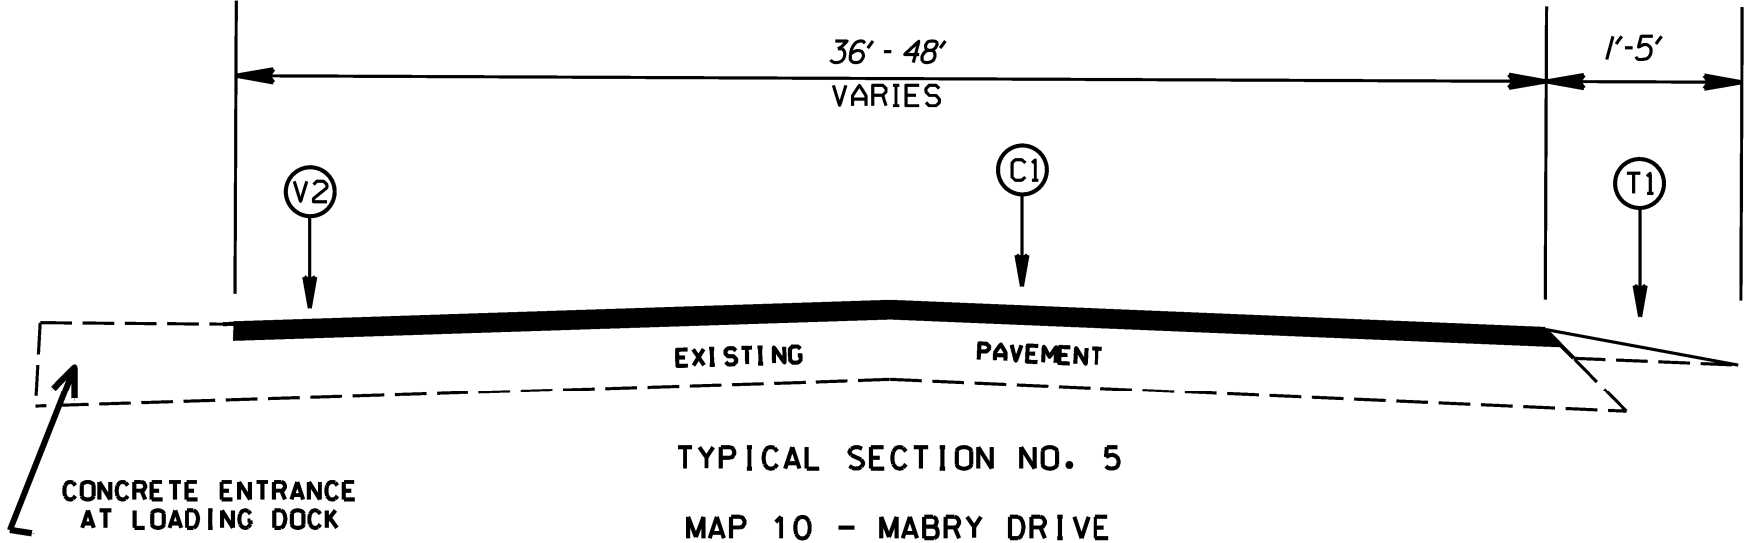 36' - 48'
VARIES
1'-5'
V2
C1
T1
EXISTING PAVEMENT
TYPICAL SECTION NO. 5
MAP 10 - MABRY DRIVE
CONCRETE ENTRANCE
AT LOADING DOCK